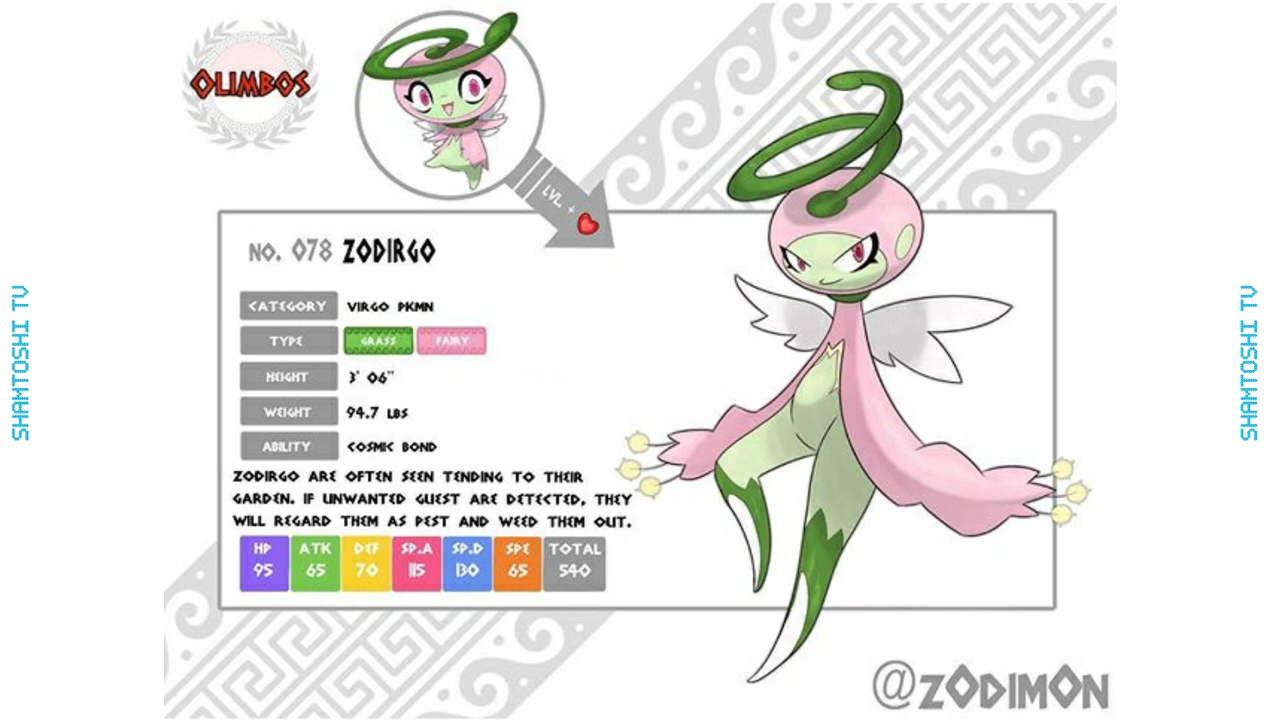 OLIMBOS
LVL. +
NO. 078 ZODIRGO
CATEGORY VIRGO PKMN
TYPE GRASS FAIRY
HEIGHT 3' 06"
WEIGHT 94.7 LBS
ABILITY COSMIC BOND
ZODIRGO ARE OFTEN SEEN TENDING TO THEIR
GARDEN. IF UNWANTED GUEST ARE DETECTED, THEY
WILL REGARD THEM AS PEST AND WEED THEM OUT.
HP ATK DEF SP.A SP.D SPE TOTAL
95 65 70 115 130 65 540
@ZODIMON
SHAMTOSHI TV
SHAMTOSHI TV